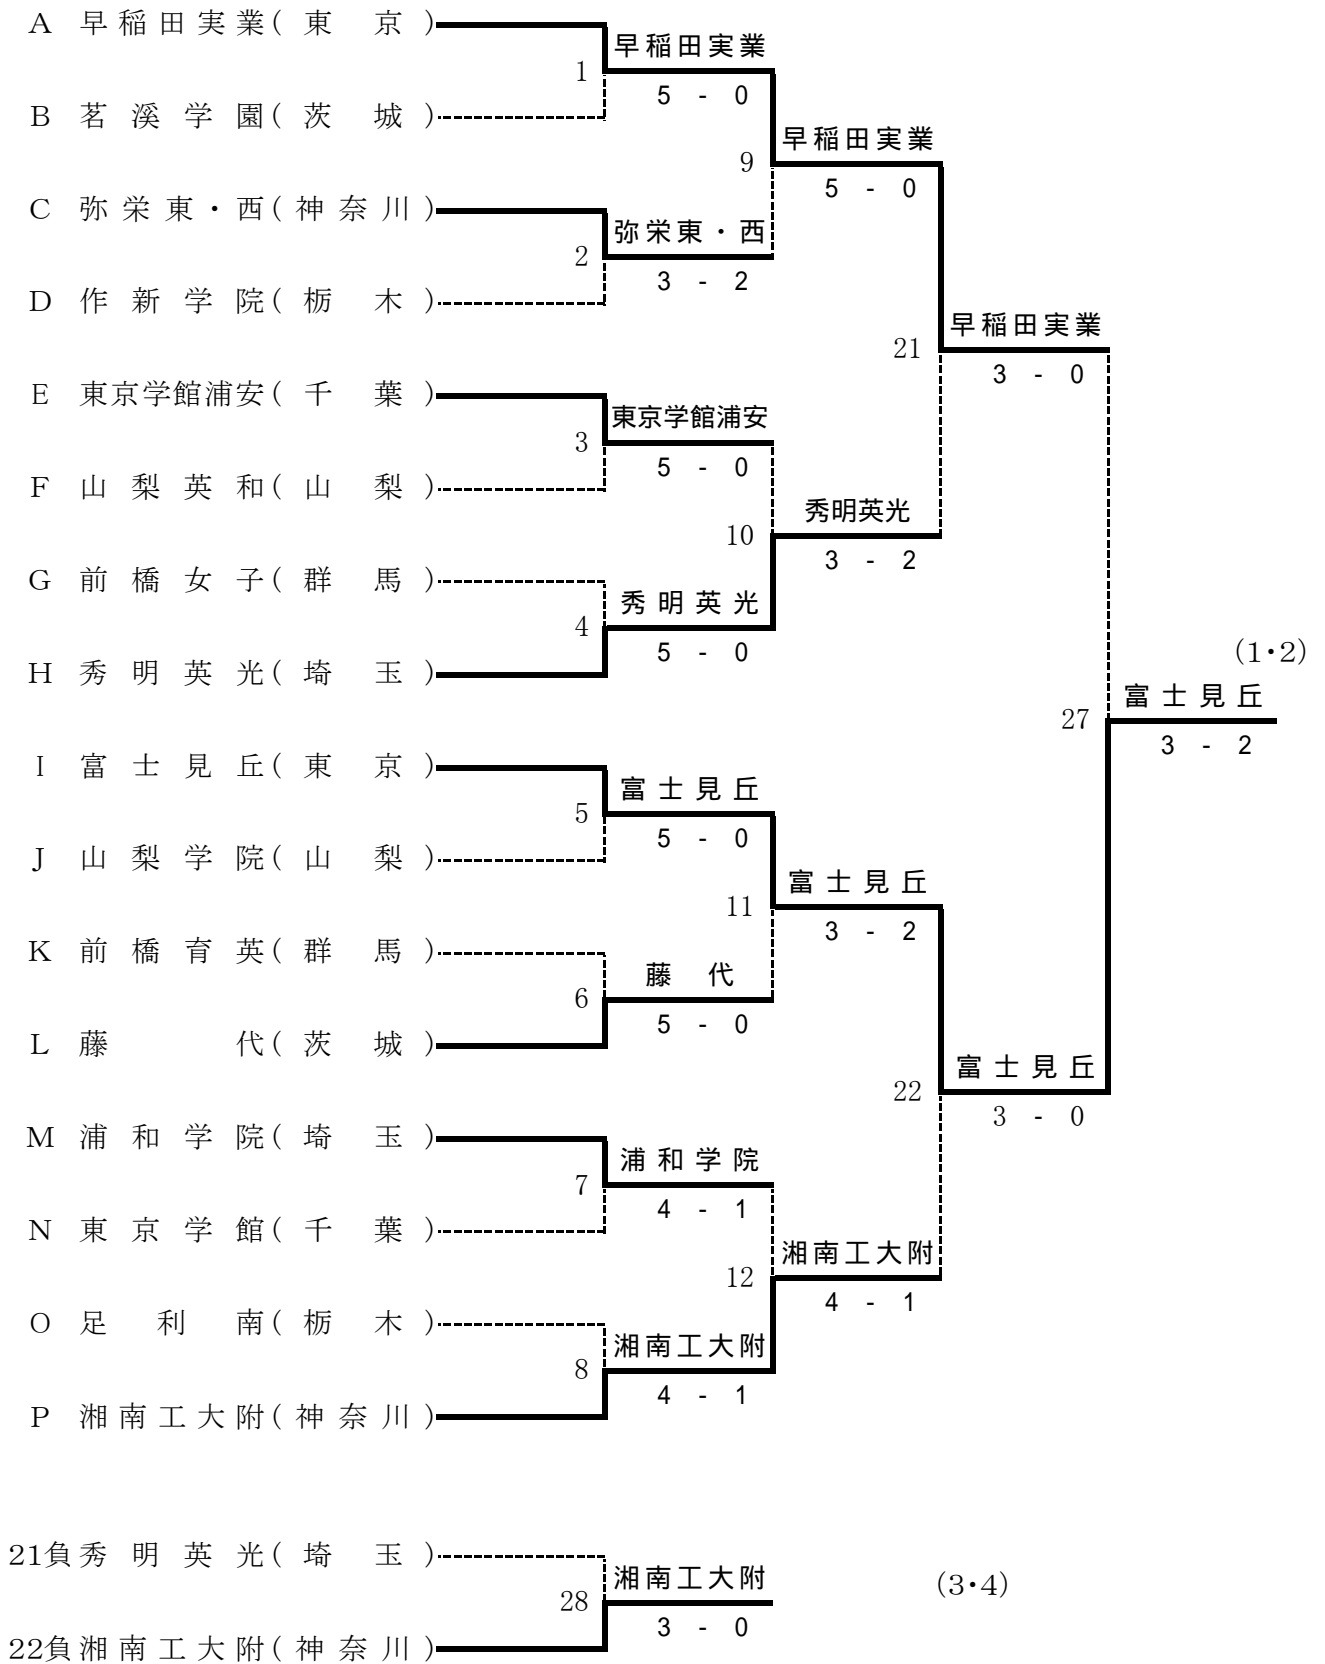 A 早稲田実業(東 京)
早稲田実業
1
5 - 0
B 茗溪学園(茨 城)
早稲田実業
9
5 - 0
C 弥栄東・西(神奈川)
弥栄東・西
2
3 - 2
D 作新学院(栃 木)
早稲田実業
21
3 - 0
E 東京学館浦安(千 葉)
東京学館浦安
3
5 - 0
F 山梨英和(山 梨)
秀明英光
10
3 - 2
G 前橋女子(群 馬)
秀明英光
4
5 - 0
H 秀明英光(埼 玉)
(1・2)
富士見丘
27
3 - 2
I 富士見丘(東 京)
富士見丘
5
5 - 0
J 山梨学院(山 梨)
富士見丘
11
3 - 2
K 前橋育英(群 馬)
藤 代
6
5 - 0
L 藤 代(茨 城)
富士見丘
22
3 - 0
M 浦和学院(埼 玉)
浦和学院
7
4 - 1
N 東京学館(千 葉)
湘南工大附
12
4 - 1
O 足利南(栃 木)
湘南工大附
8
4 - 1
P 湘南工大附(神奈川)
21負 秀明英光(埼 玉)
湘南工大附
28
3 - 0
(3・4)
22負 湘南工大附(神奈川)